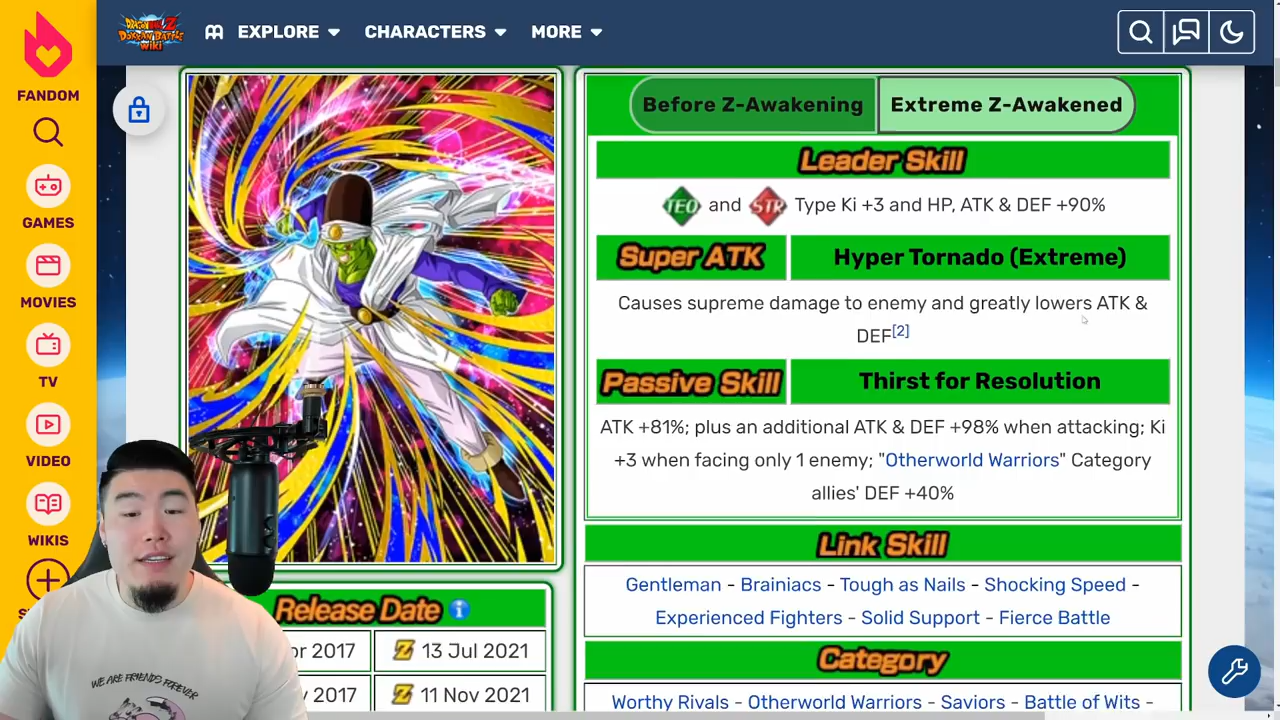 DRAGON BALL Z
DOKKAN BATTLE
WIKI
EXPLORE
CHARACTERS
MORE
FANDOM
GAMES
MOVIES
TV
VIDEO
WIKIS
Before Z-Awakening
Extreme Z-Awakened
Leader Skill
TEQ and STR Type Ki +3 and HP, ATK & DEF +90%
Super ATK
Hyper Tornado (Extreme)
Causes supreme damage to enemy and greatly lowers ATK &
DEF[2]
Passive Skill
Thirst for Resolution
ATK +81%; plus an additional ATK & DEF +98% when attacking; Ki
+3 when facing only 1 enemy; "Otherworld Warriors" Category
allies' DEF +40%
Link Skill
Gentleman - Brainiacs - Tough as Nails - Shocking Speed -
Experienced Fighters - Solid Support - Fierce Battle
Category
Worthy Rivals - Otherworld Warriors - Saviors - Battle of Wits -
Release Date
2017
Z 13 Jul 2021
2017
Z 11 Nov 2021
WE ARE FRIENDS FOREVER